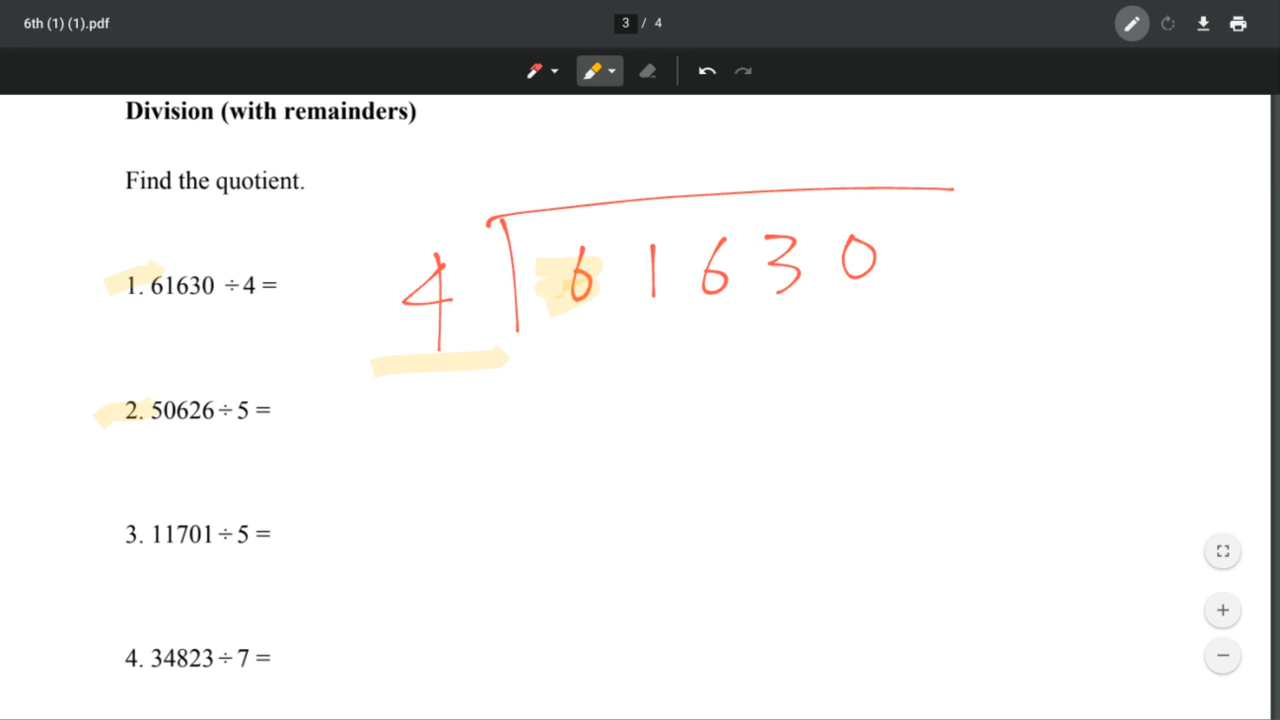 6th (1) (1).pdf
3 / 4
Division (with remainders)
Find the quotient.
1. 61630 ÷ 4 =
4 61630
2. 50626 ÷ 5 =
3. 11701 ÷ 5 =
4. 34823 ÷ 7 =